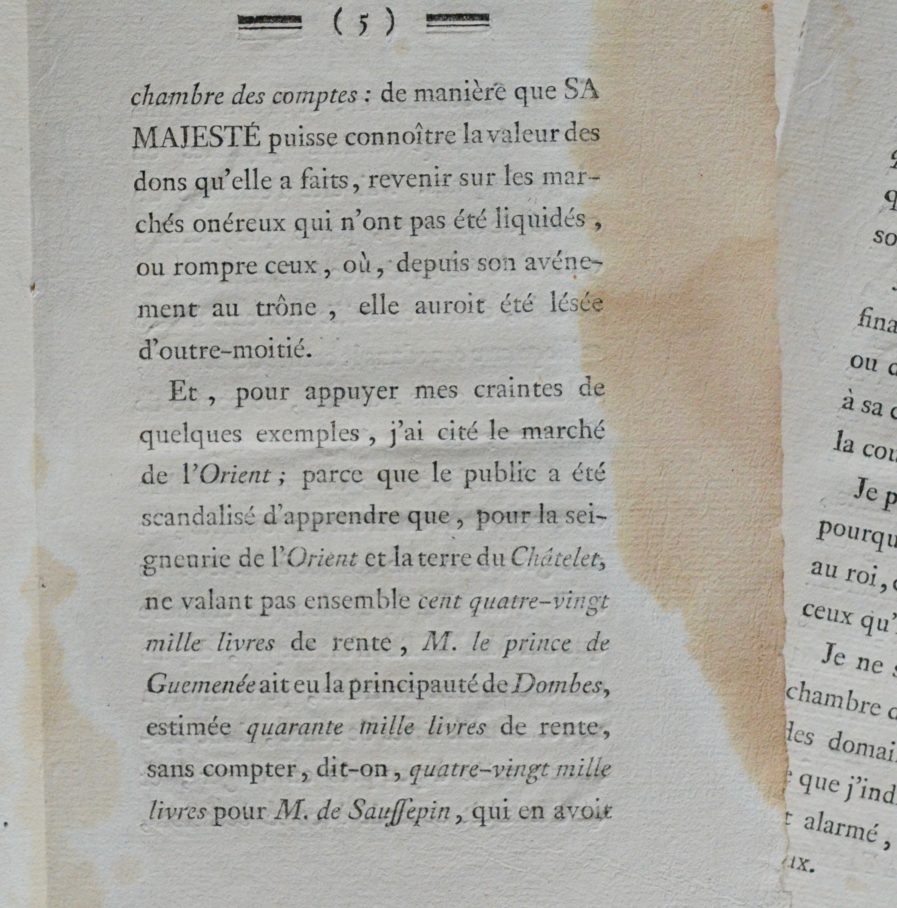 ( 5 )
chambre des comptes : de manière que SA
MAJESTÉ puisse connoître la valeur des
dons qu'elle a faits, revenir sur les mar-
chés onéreux qui n'ont pas été liquidés,
ou rompre ceux, où, depuis son avéne-
ment au trône, elle auroit été lésée
d'outre-moitié.
Et, pour appuyer mes craintes de
quelques exemples, j'ai cité le marché
de l'Orient ; parce que le public a été
scandalisé d'apprendre que, pour la sei-
gneurie de l'Orient et la terre du Châtelet,
ne valant pas ensemble cent quatre-vingt
mille livres de rente, M. le prince de
Guemenée ait eu la principauté de Dombes,
estimée quarante mille livres de rente,
sans compter, dit-on, quatre-vingt mille
livres pour M. de Sauſſepin, qui en avoit
so
fina
ou
à sa
la cou
Je p
pourqu
au roi,
ceux qu'
Je ne
chambre
des domai
que j'ind
alarmé,
ux.